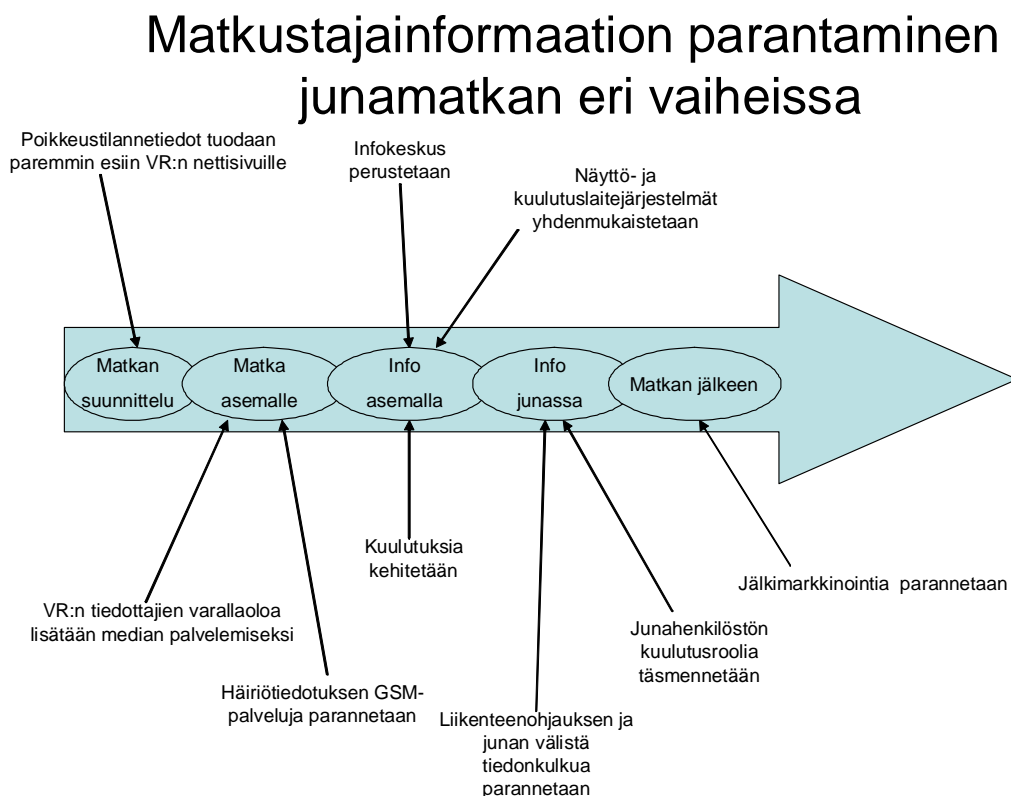 Matkustajainformaation parantaminen
junamatkan eri vaiheissa
Poikkeustilannetiedot tuodaan
paremmin esiin VR:n nettisivuille
Infokeskus
perustetaan
Näyttö- ja
kuulutuslaitejärjestelmät
yhdenmukaistetaan
Matkan
suunnittelu
Matka
asemalle
Info
asemalla
Info
junassa
Matkan jälkeen
VR:n tiedottajien varallaoloa
lisätään median palvelemiseksi
Häiriötiedotuksen GSM-
palveluja parannetaan
Kuulutuksia
kehitetään
Liikenteenohjauksen ja
junan välistä
tiedonkulkua
parannetaan
Junahenkilöstön
kuulutusroolia
täsmennetään
Jälkimarkkinointia parannetaan